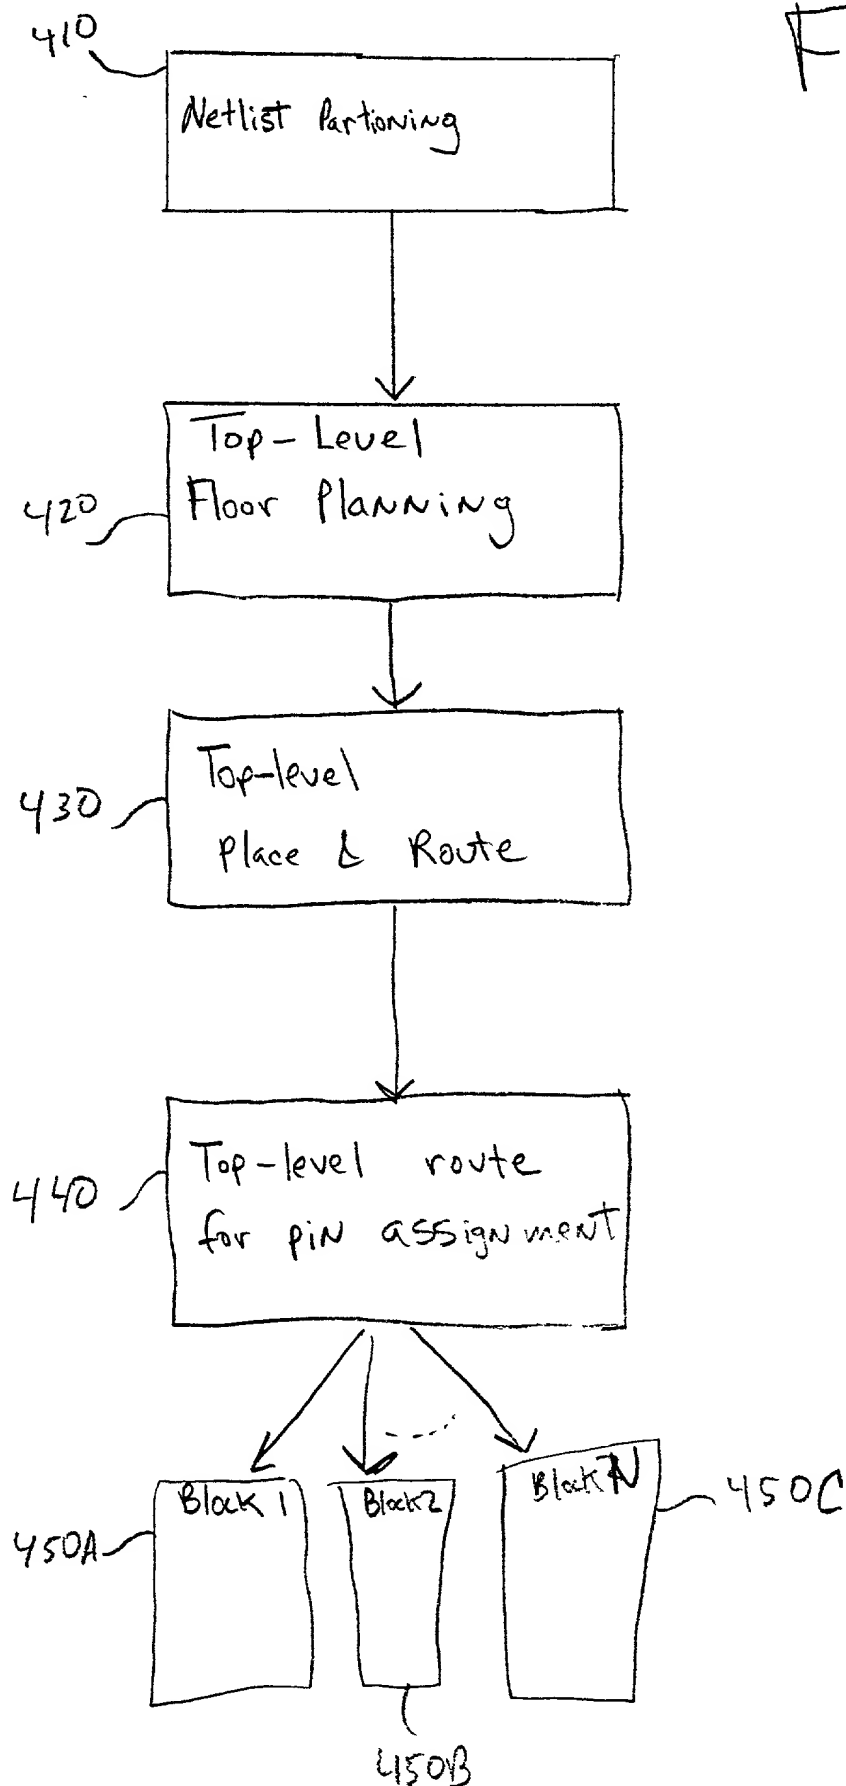 F
410
Netlist Partioning
Top-Level
420
Floor Planning
Top-level
430
Place & Route
Top-level route
440
for pin assignment
Block 1
Block 2
Block N
450A
450C
450B